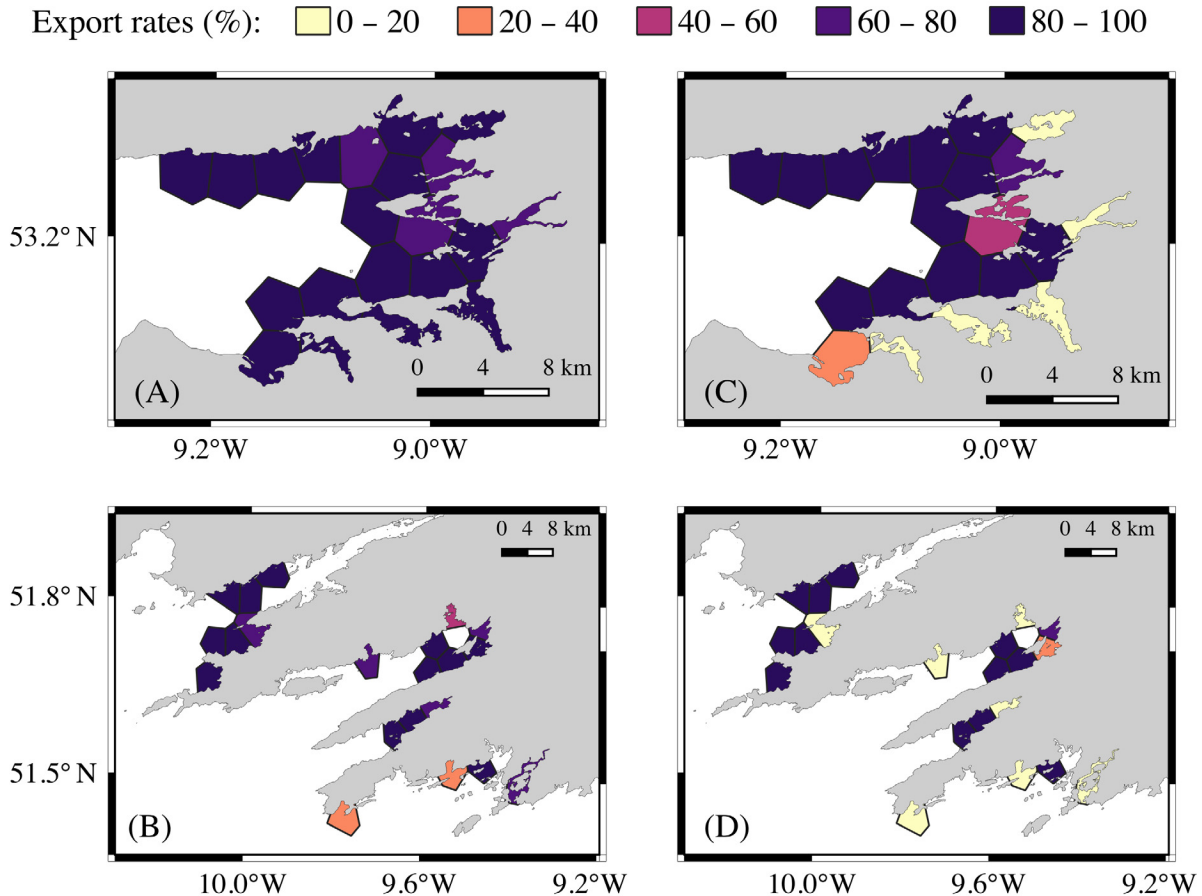 Export rates (%): 0 – 20 20 – 40 40 – 60 60 – 80 80 – 100
53.2° N
0 4 8 km
0 4 8 km
(A)
(C)
9.2°W 9.0°W
9.2°W 9.0°W
0 4 8 km
0 4 8 km
51.8° N
51.5° N
(B)
(D)
10.0°W 9.6°W 9.2°W
10.0°W 9.6°W 9.2°W